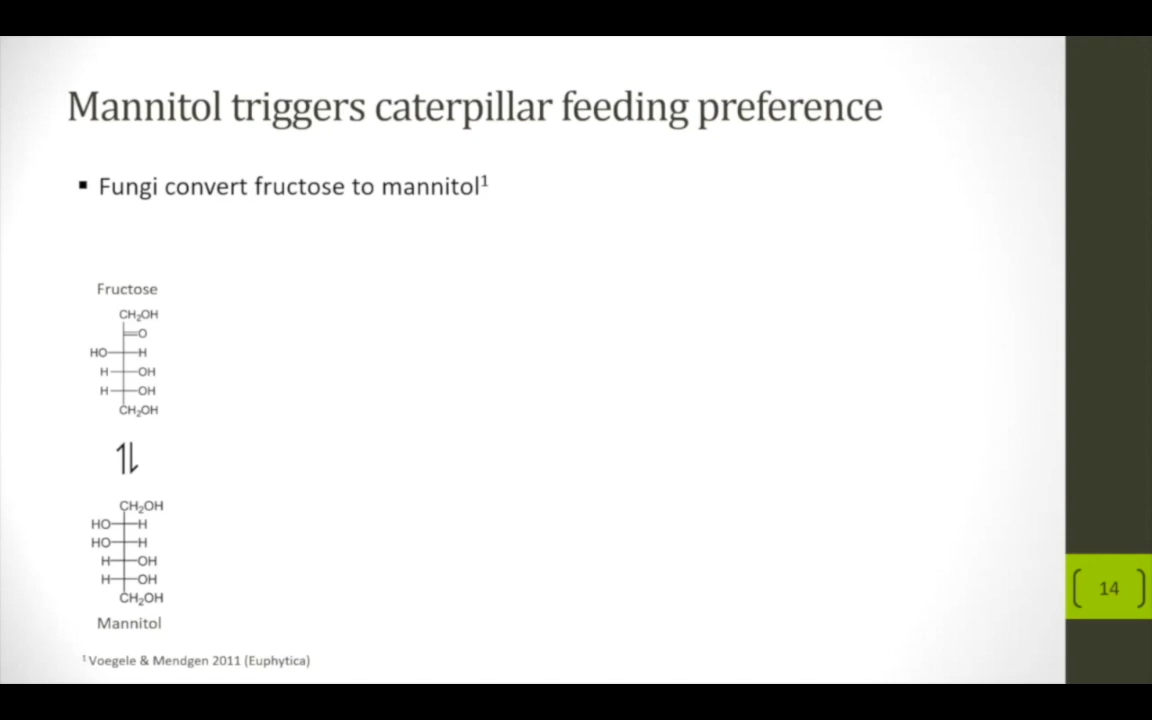 Mannitol triggers caterpillar feeding preference
▪ Fungi convert fructose to mannitol¹
Fructose
CH₂OH
O
HO H
H OH
H OH
CH₂OH
⇌
CH₂OH
HO H
HO H
H OH
H OH
CH₂OH
Mannitol
¹ Voegele & Mendgen 2011 (Euphytica)
[ 14 ]